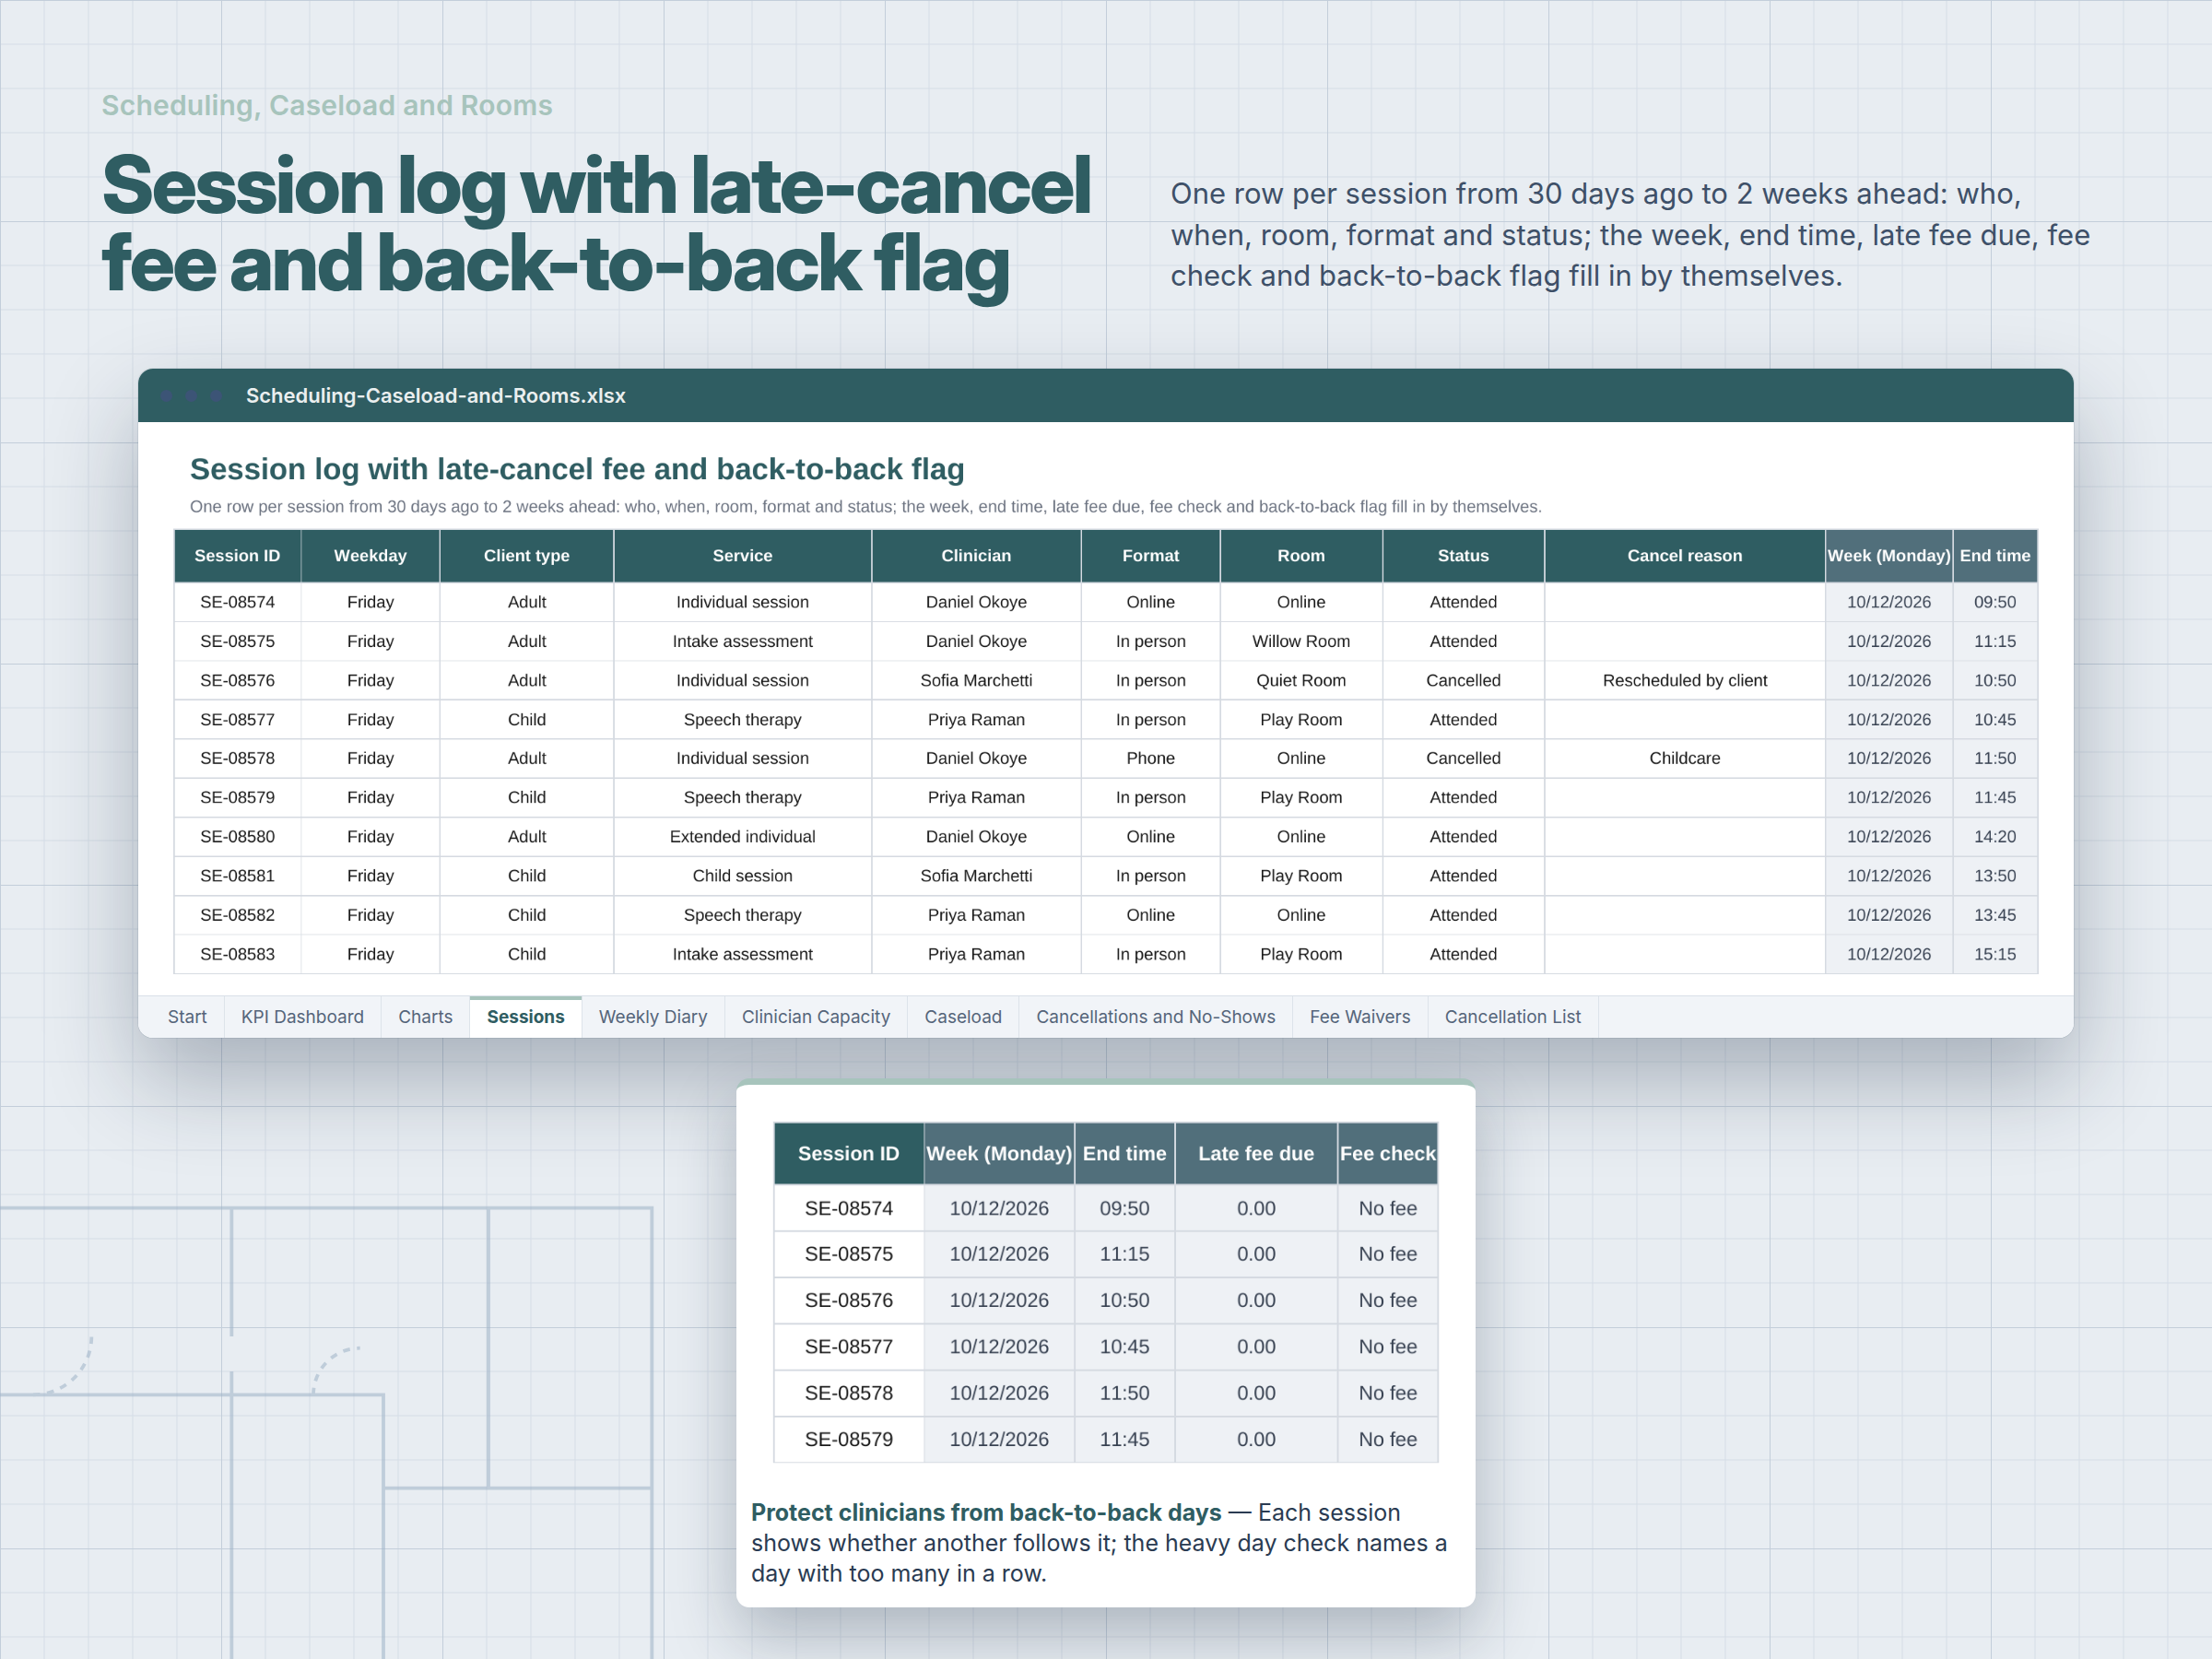 Scheduling, Caseload and Rooms
Session log with late-cancel
fee and back-to-back flag
One row per session from 30 days ago to 2 weeks ahead: who,
when, room, format and status; the week, end time, late fee due, fee
check and back-to-back flag fill in by themselves.
Scheduling-Caseload-and-Rooms.xlsx
Session log with late-cancel fee and back-to-back flag
One row per session from 30 days ago to 2 weeks ahead: who, when, room, format and status; the week, end time, late fee due, fee check and back-to-back flag fill in by themselves.
Session ID Weekday Client type Service Clinician Format Room Status Cancel reason Week (Monday) End time
SE-08574 Friday Adult Individual session Daniel Okoye Online Online Attended 10/12/2026 09:50
SE-08575 Friday Adult Intake assessment Daniel Okoye In person Willow Room Attended 10/12/2026 11:15
SE-08576 Friday Adult Individual session Sofia Marchetti In person Quiet Room Cancelled Rescheduled by client 10/12/2026 10:50
SE-08577 Friday Child Speech therapy Priya Raman In person Play Room Attended 10/12/2026 10:45
SE-08578 Friday Adult Individual session Daniel Okoye Phone Online Cancelled Childcare 10/12/2026 11:50
SE-08579 Friday Child Speech therapy Priya Raman In person Play Room Attended 10/12/2026 11:45
SE-08580 Friday Adult Extended individual Daniel Okoye Online Online Attended 10/12/2026 14:20
SE-08581 Friday Child Child session Sofia Marchetti In person Play Room Attended 10/12/2026 13:50
SE-08582 Friday Child Speech therapy Priya Raman Online Online Attended 10/12/2026 13:45
SE-08583 Friday Child Intake assessment Priya Raman In person Play Room Attended 10/12/2026 15:15
Start KPI Dashboard Charts Sessions Weekly Diary Clinician Capacity Caseload Cancellations and No-Shows Fee Waivers Cancellation List
Session ID Week (Monday) End time Late fee due Fee check
SE-08574 10/12/2026 09:50 0.00 No fee
SE-08575 10/12/2026 11:15 0.00 No fee
SE-08576 10/12/2026 10:50 0.00 No fee
SE-08577 10/12/2026 10:45 0.00 No fee
SE-08578 10/12/2026 11:50 0.00 No fee
SE-08579 10/12/2026 11:45 0.00 No fee
Protect clinicians from back-to-back days — Each session
shows whether another follows it; the heavy day check names a
day with too many in a row.